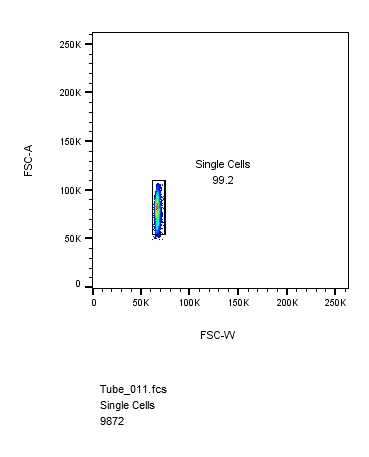 250K
200K
150K
100K
50K
0
FSC-A
Single Cells
99.2
0 50K 100K 150K 200K 250K
FSC-W
Tube_011.fcs
Single Cells
9872